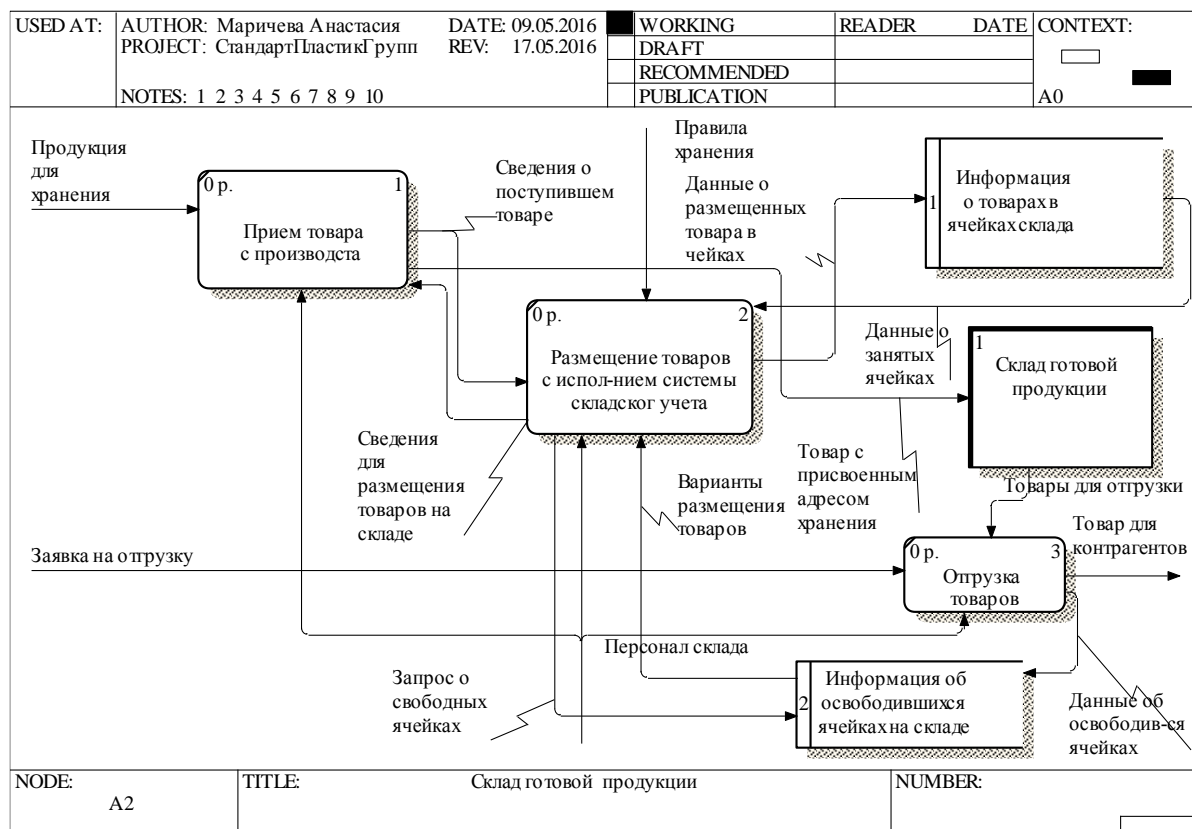 USED AT:
AUTHOR: Маричева Анастасия
DATE: 09.05.2016
PROJECT: СтандартПластикГрупп
REV: 17.05.2016
NOTES: 1 2 3 4 5 6 7 8 9 10
WORKING
DRAFT
RECOMMENDED
PUBLICATION
READER
DATE
CONTEXT:
A0
Продукция
для
хранения
0 р.
1
Прием товара
с производста
Сведения о
поступившем
товаре
Правила
хранения
Данные о
размещенных
товара в
чейках
1
Информация
о товарах в
ячейках склада
0 р.
2
Размещение товаров
с испол-нием системы
складског учета
Данные о
занятых
ячейках
1
Склад готовой
продукции
Сведения
для
размещения
товаров на
складе
Варианты
размещения
товаров
Товар с
присвоенным
адресом
хранения
Товары для отгрузки
Товар для
контрагентов
Заявка на отгрузку
0 р.
3
Отгрузка
товаров
Персонал склада
Запрос о
свободных
ячейках
2
Информация об
освободившихся
ячейках на складе
Данные об
освободив-ся
ячейках
NODE:
A2
TITLE:
Склад готовой продукции
NUMBER: